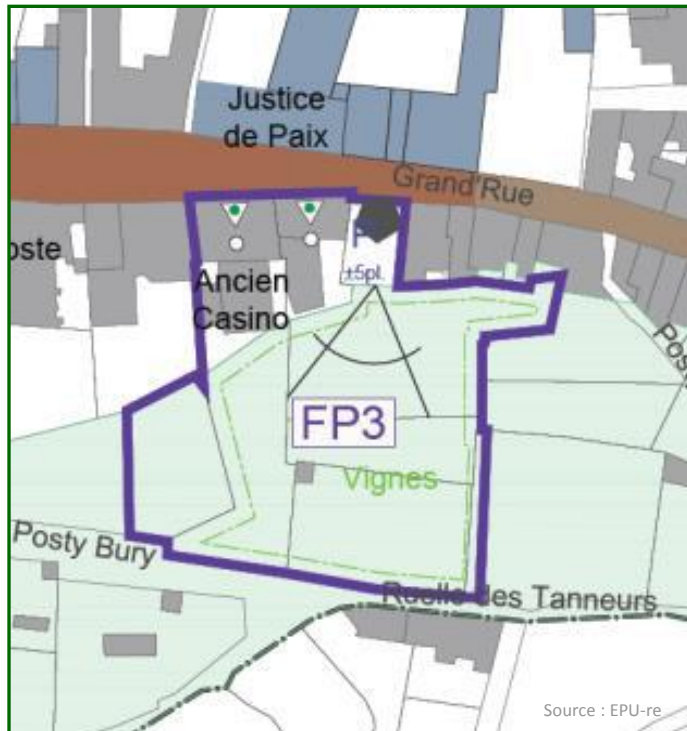 Justice
de Paix
Grand'Rue
oste
P
±5pl.
Ancien
Casino
Pos
FP3
Vignes
Posty Bury
Ruelle des Tanneurs
Source : EPU-re